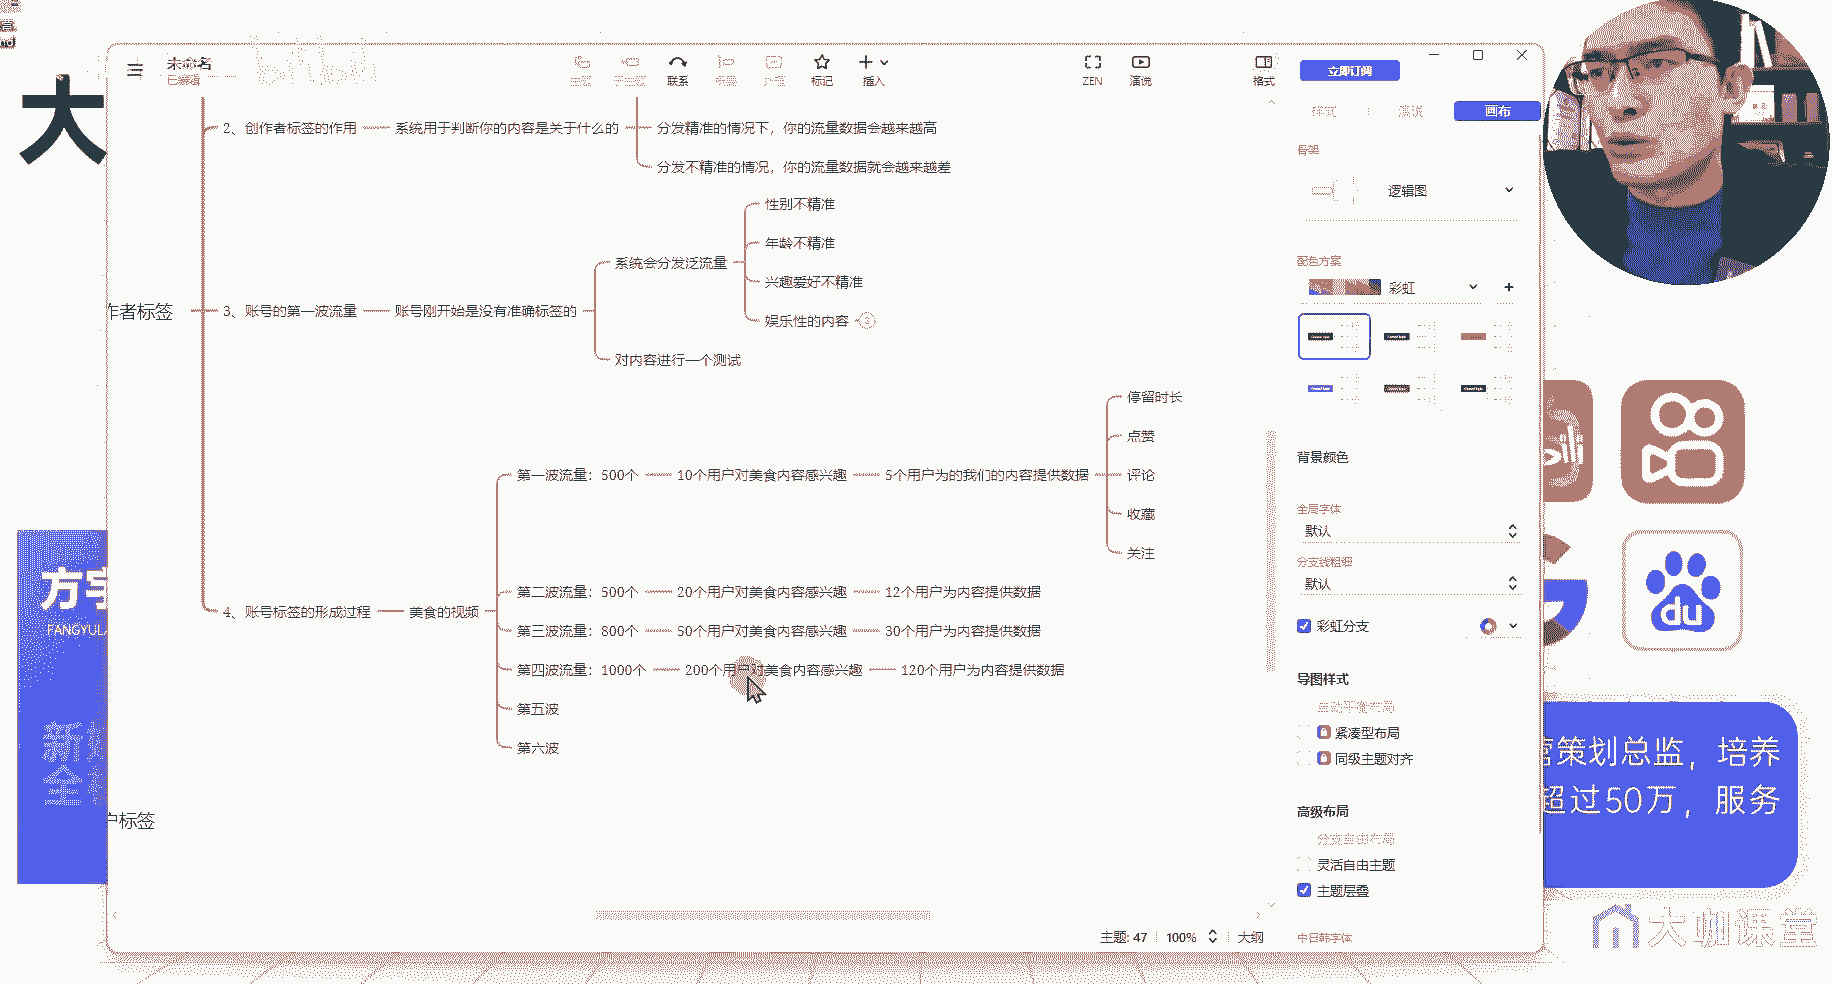 大
未命名
已编辑
bilibili
联系
标记
插入
ZEN
演说
格式
立即订阅
样式
演说
画布
2、创作者标签的作用
系统用于判断你的内容是关于什么的
分发精准的情况下，你的流量数据会越来越高
分发不精准的情况，你的流量数据就会越来越差
作者标签
3、账号的第一波流量
账号刚开始是没有准确标签的
系统会分发泛流量
性别不精准
年龄不精准
兴趣爱好不精准
娱乐性的内容
对内容进行一个测试
4、账号标签的形成过程
美食的视频
第一波流量：500个
10个用户对美食内容感兴趣
5个用户为的我们的内容提供数据
停留时长
点赞
评论
收藏
关注
第二波流量：500个
20个用户对美食内容感兴趣
12个用户为内容提供数据
第三波流量：800个
50个用户对美食内容感兴趣
30个用户为内容提供数据
第四波流量：1000个
200个用户对美食内容感兴趣
120个用户为内容提供数据
第五波
第六波
户标签
骨架
逻辑图
配色方案
彩虹
背景颜色
全局字体
默认
分支线粗细
默认
彩虹分支
导图样式
自动平衡布局
紧凑型布局
同级主题对齐
高级布局
分支自由布局
灵活自由主题
主题层叠
中日韩字体
主题: 47
100%
大纲
方宇
FANGYULA
新媒
全
du
营策划总监，培养
超过50万，服务
大咖课堂